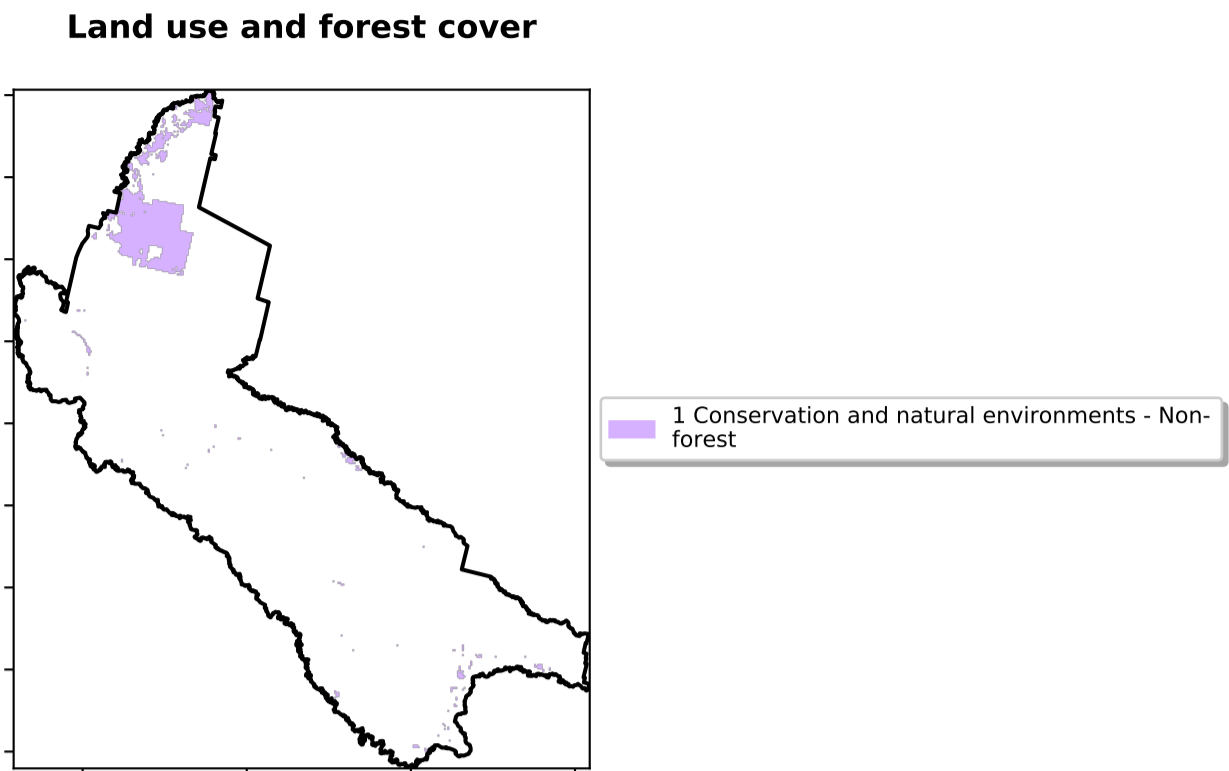 Land use and forest cover
1 Conservation and natural environments - Non-
forest